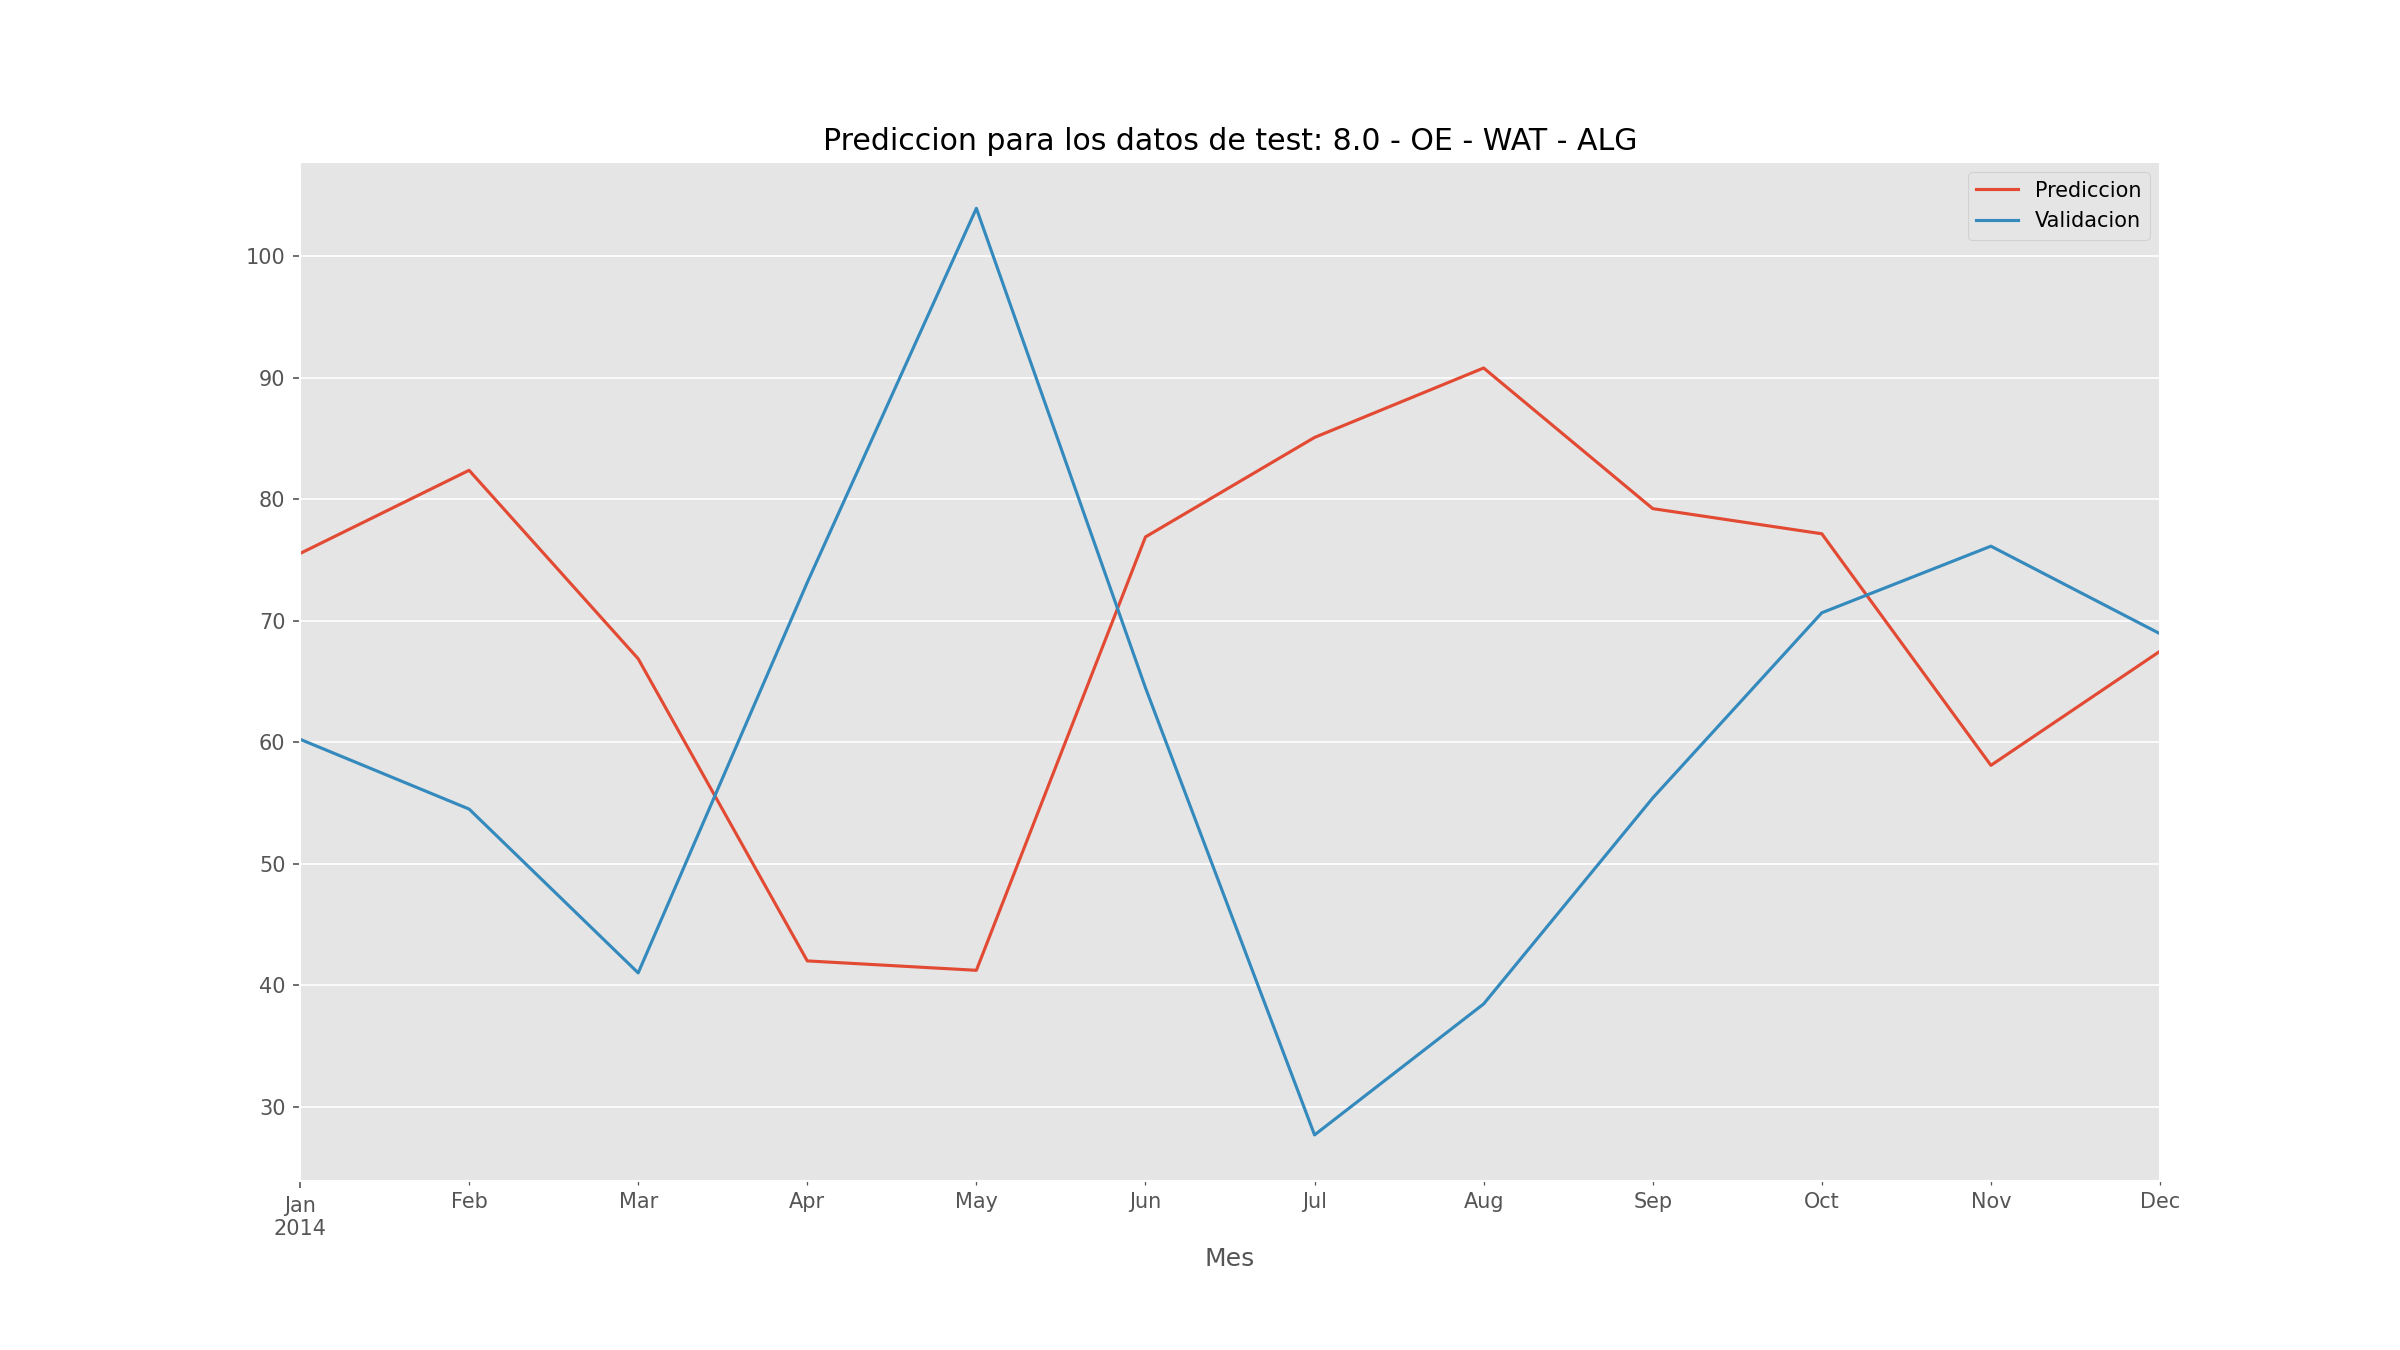 Prediccion para los datos de test: 8.0 - OE - WAT - ALG
Prediccion
Validacion
100
90
80
70
60
50
40
30
Jan Feb Mar Apr May Jun Jul Aug Sep Oct Nov Dec
2014
Mes